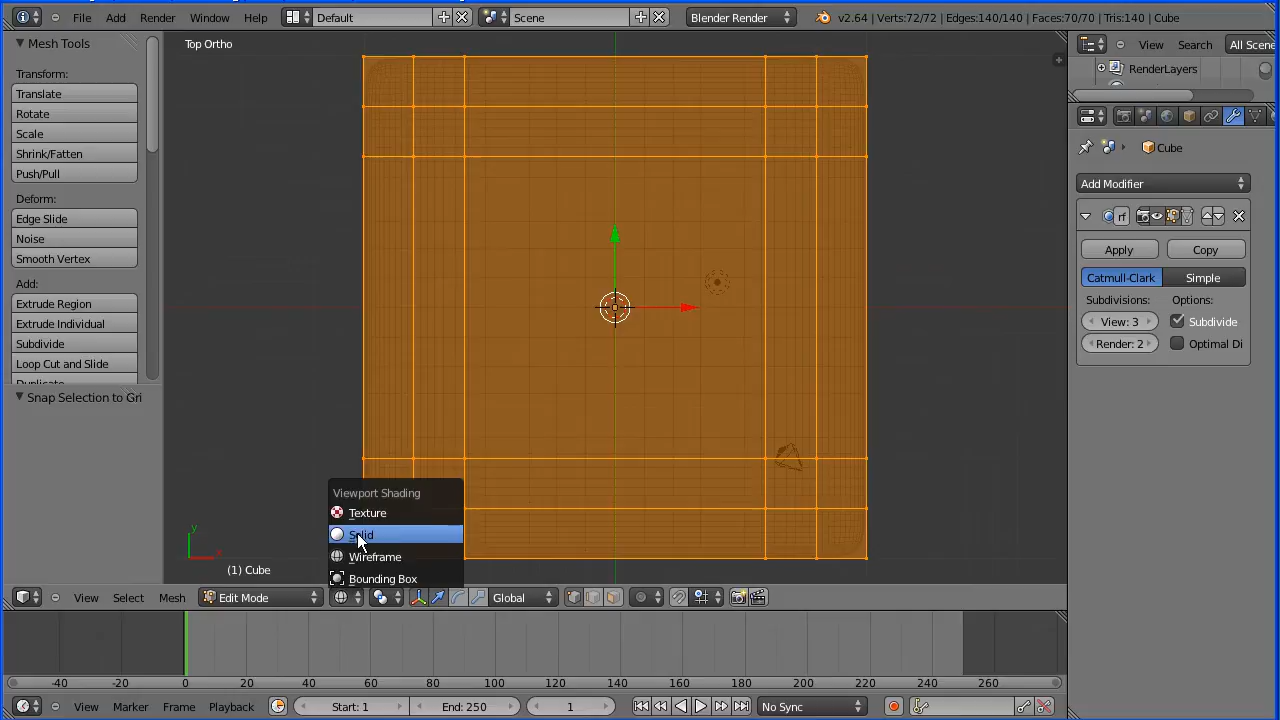 File Add Render Window Help Default Scene Blender Render v2.64 | Verts:72/72 | Edges:140/140 | Faces:70/70 | Tris:140 | Cube
Mesh Tools
Transform:
Translate
Rotate
Scale
Shrink/Fatten
Push/Pull
Deform:
Edge Slide
Noise
Smooth Vertex
Add:
Extrude Region
Extrude Individual
Subdivide
Loop Cut and Slide
Duplicate
Snap Selection to Gri
Top Ortho
y
x
(1) Cube
Viewport Shading
Texture
Solid
Wireframe
Bounding Box
View Select Mesh Edit Mode Global
View Search All Scene
RenderLayers
Cube
Add Modifier
rf
Apply Copy
Catmull-Clark Simple
Subdivisions: Options:
View: 3 Subdivide
Render: 2 Optimal Di
-40 -20 0 20 40 60 80 100 120 140 160 180 200 220 240 260
View Marker Frame Playback Start: 1 End: 250 1 No Sync